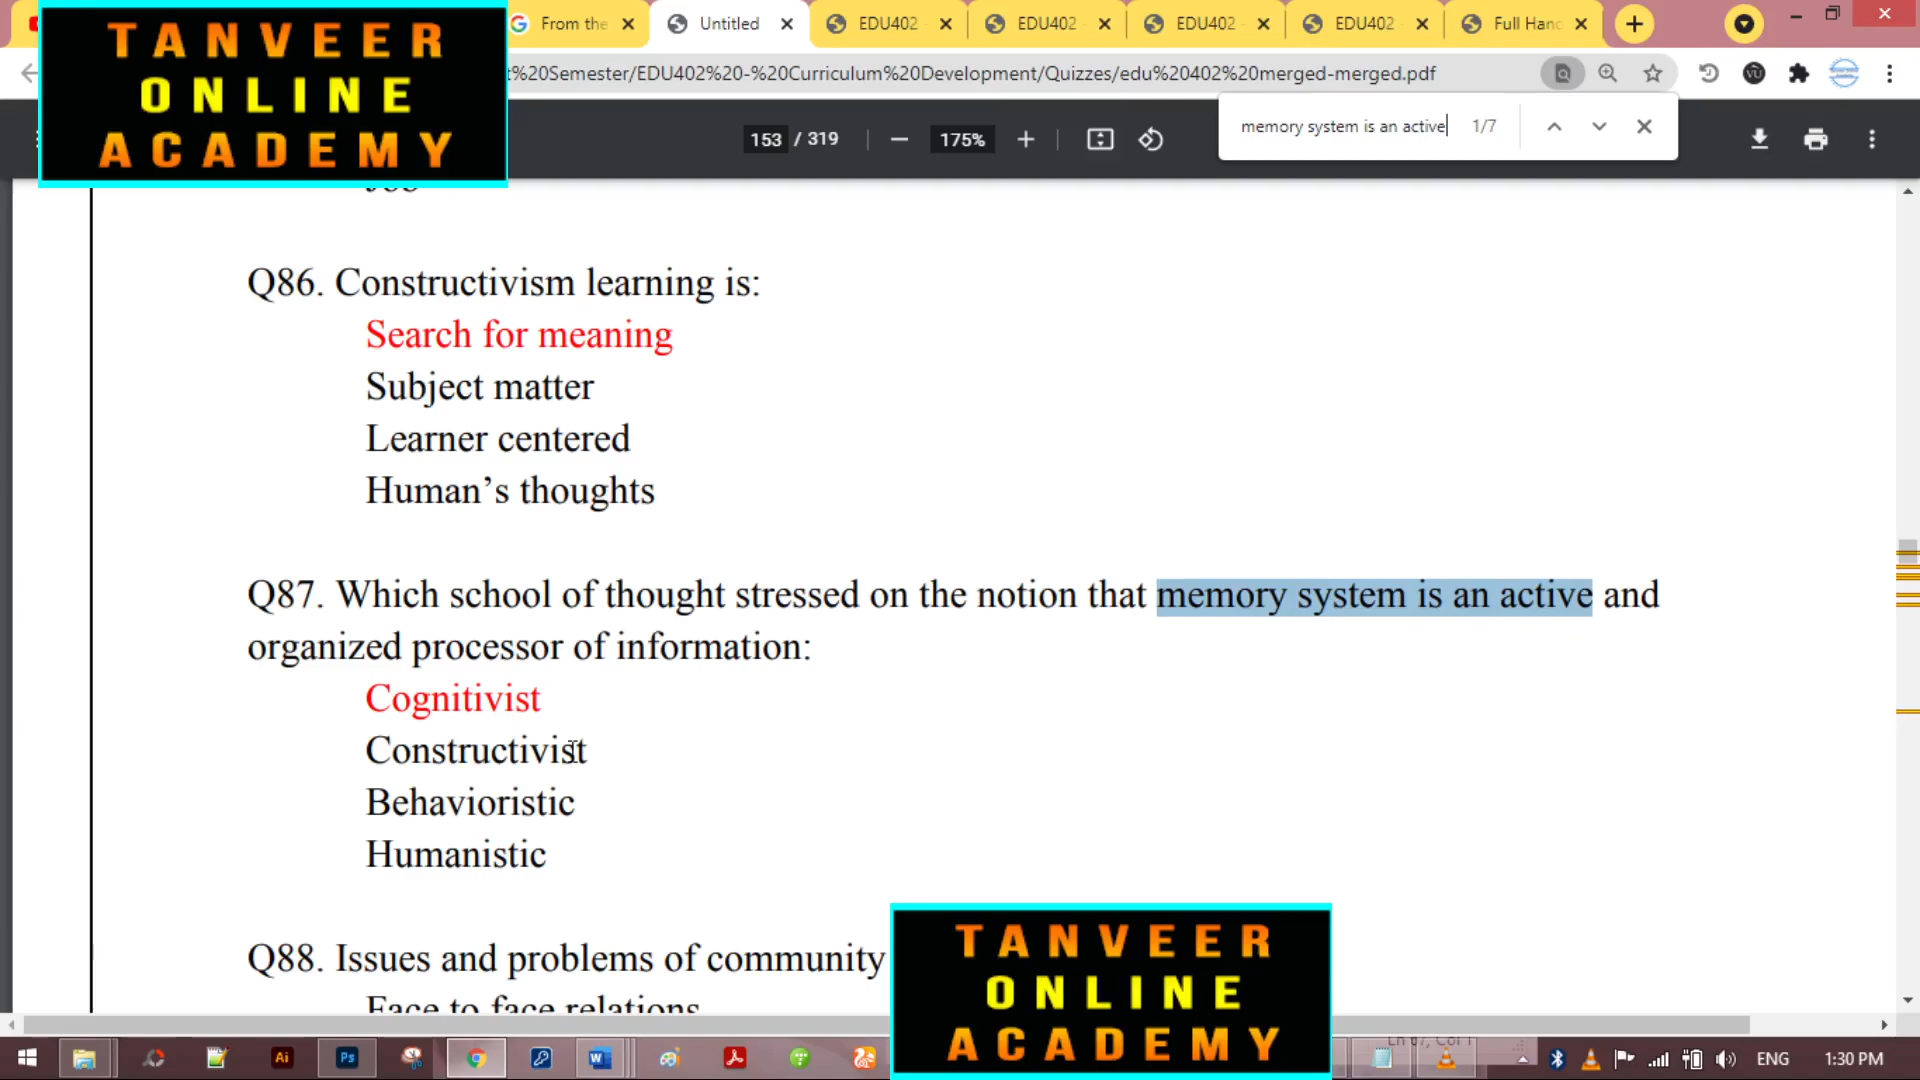 TANVEER
ONLINE
ACADEMY
From the
Untitled
EDU402
EDU402
EDU402
EDU402
Full Hand
t%20Semester/EDU402%20-%20Curriculum%20Development/Quizzes/edu%20402%20merged-merged.pdf
153 / 319
175%
memory system is an active
1/7
Q86. Constructivism learning is:
Search for meaning
Subject matter
Learner centered
Human’s thoughts
Q87. Which school of thought stressed on the notion that memory system is an active and
organized processor of information:
Cognitivist
Constructivist
Behavioristic
Humanistic
Q88. Issues and problems of community
Face to face relations
TANVEER
ONLINE
ACADEMY
Ai
Ps
ENG
1:30 PM